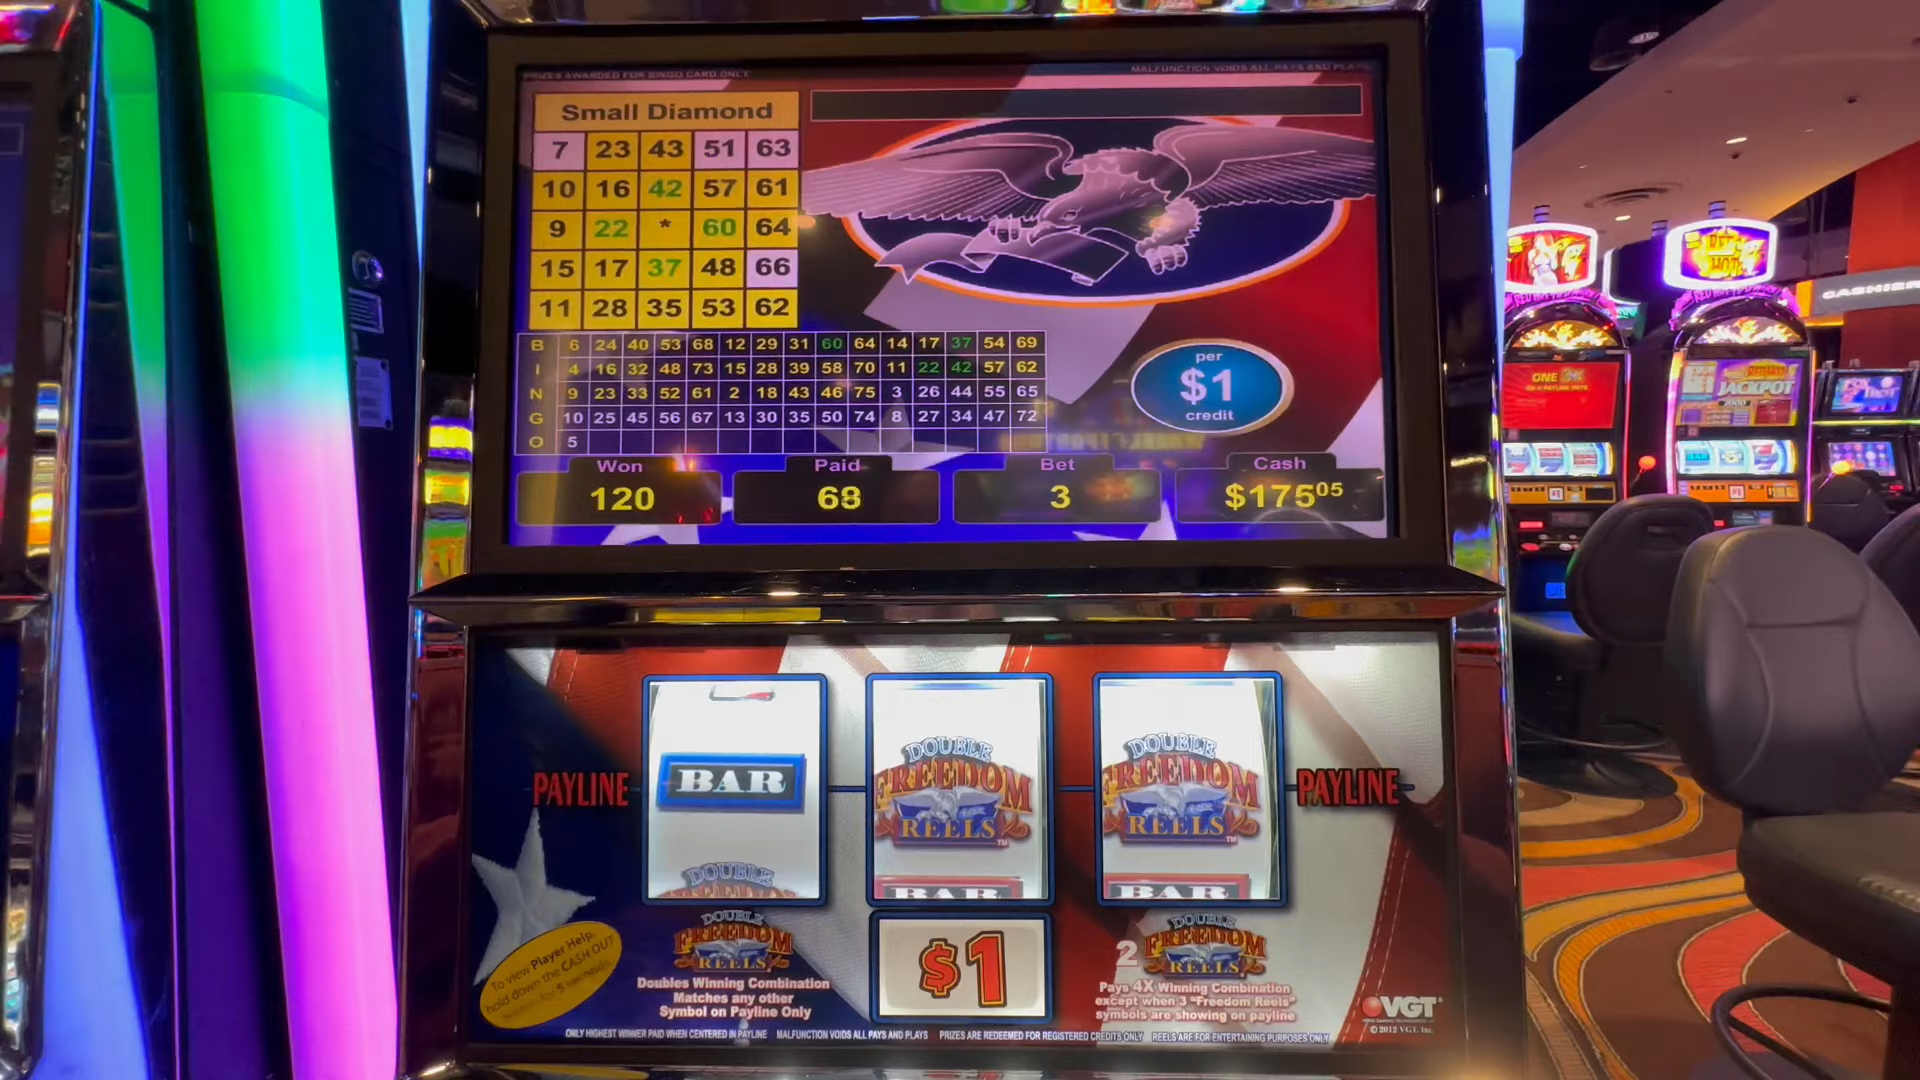 PRIZES AWARDED FOR BINGO CARD ONLY
MALFUNCTION VOIDS ALL PAYS AND PLAYS
Small Diamond
7 23 43 51 63
10 16 42 57 61
9 22 * 60 64
15 17 37 48 66
11 28 35 53 62
B 6 24 40 53 68 12 29 31 60 64 14 17 37 54 69
I 4 16 32 48 73 15 28 39 58 70 11 22 42 57 62
N 9 23 33 52 61 2 18 43 46 75 3 26 44 55 65
G 10 25 45 56 67 13 30 35 50 74 8 27 34 47 72
O 5
per
$1
credit
Won
120
Paid
68
Bet
3
Cash
$175.05
PAYLINE
BAR
DOUBLE
FREEDOM
REELS
TM
DOUBLE
FREEDOM
REELS
TM
PAYLINE
DOUBLE
BAR
BAR
To view Player Help,
hold down the CASH OUT
for 5 seconds
DOUBLE
FREEDOM
REELS
Doubles Winning Combination
Matches any other
Symbol on Payline Only
$1
2
DOUBLE
FREEDOM
REELS
Pays 4X Winning Combination
except when 3 "Freedom Reels"
symbols are showing on payline
VGT
© 2012 VGT, Inc.
ONLY HIGHEST WINNER PAID WHEN CENTERED IN PAYLINE MALFUNCTION VOIDS ALL PAYS AND PLAYS PRIZES ARE REDEEMED FOR REGISTERED CREDITS ONLY REELS ARE FOR ENTERTAINING PURPOSES ONLY
CASHIER
JACKPOT